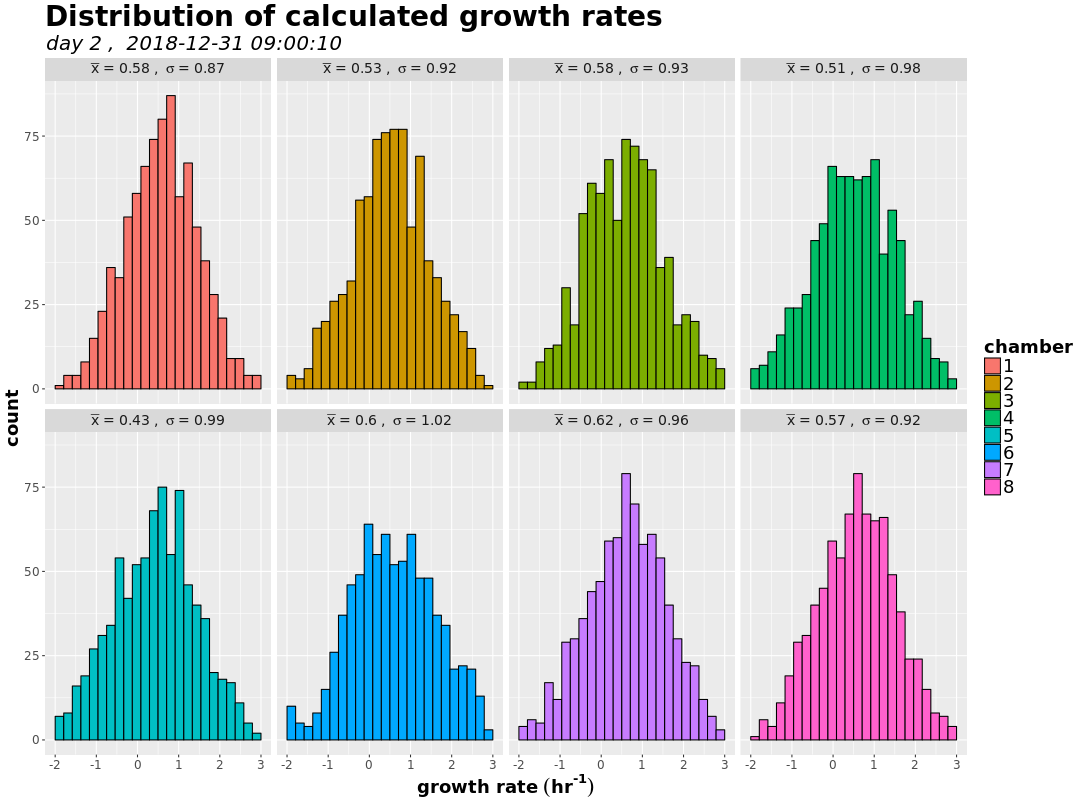 Distribution of calculated growth rates
day 2 ,  2018-12-31 09:00:10
x̅ = 0.58 ,  σ = 0.87
x̅ = 0.53 ,  σ = 0.92
x̅ = 0.58 ,  σ = 0.93
x̅ = 0.51 ,  σ = 0.98
75
50
25
0
x̅ = 0.43 ,  σ = 0.99
x̅ = 0.6 ,  σ = 1.02
x̅ = 0.62 ,  σ = 0.96
x̅ = 0.57 ,  σ = 0.92
75
50
25
0
-2 -1 0 1 2 3
-2 -1 0 1 2 3
-2 -1 0 1 2 3
-2 -1 0 1 2 3
count
growth rate (hr⁻¹)
chamber
1
2
3
4
5
6
7
8